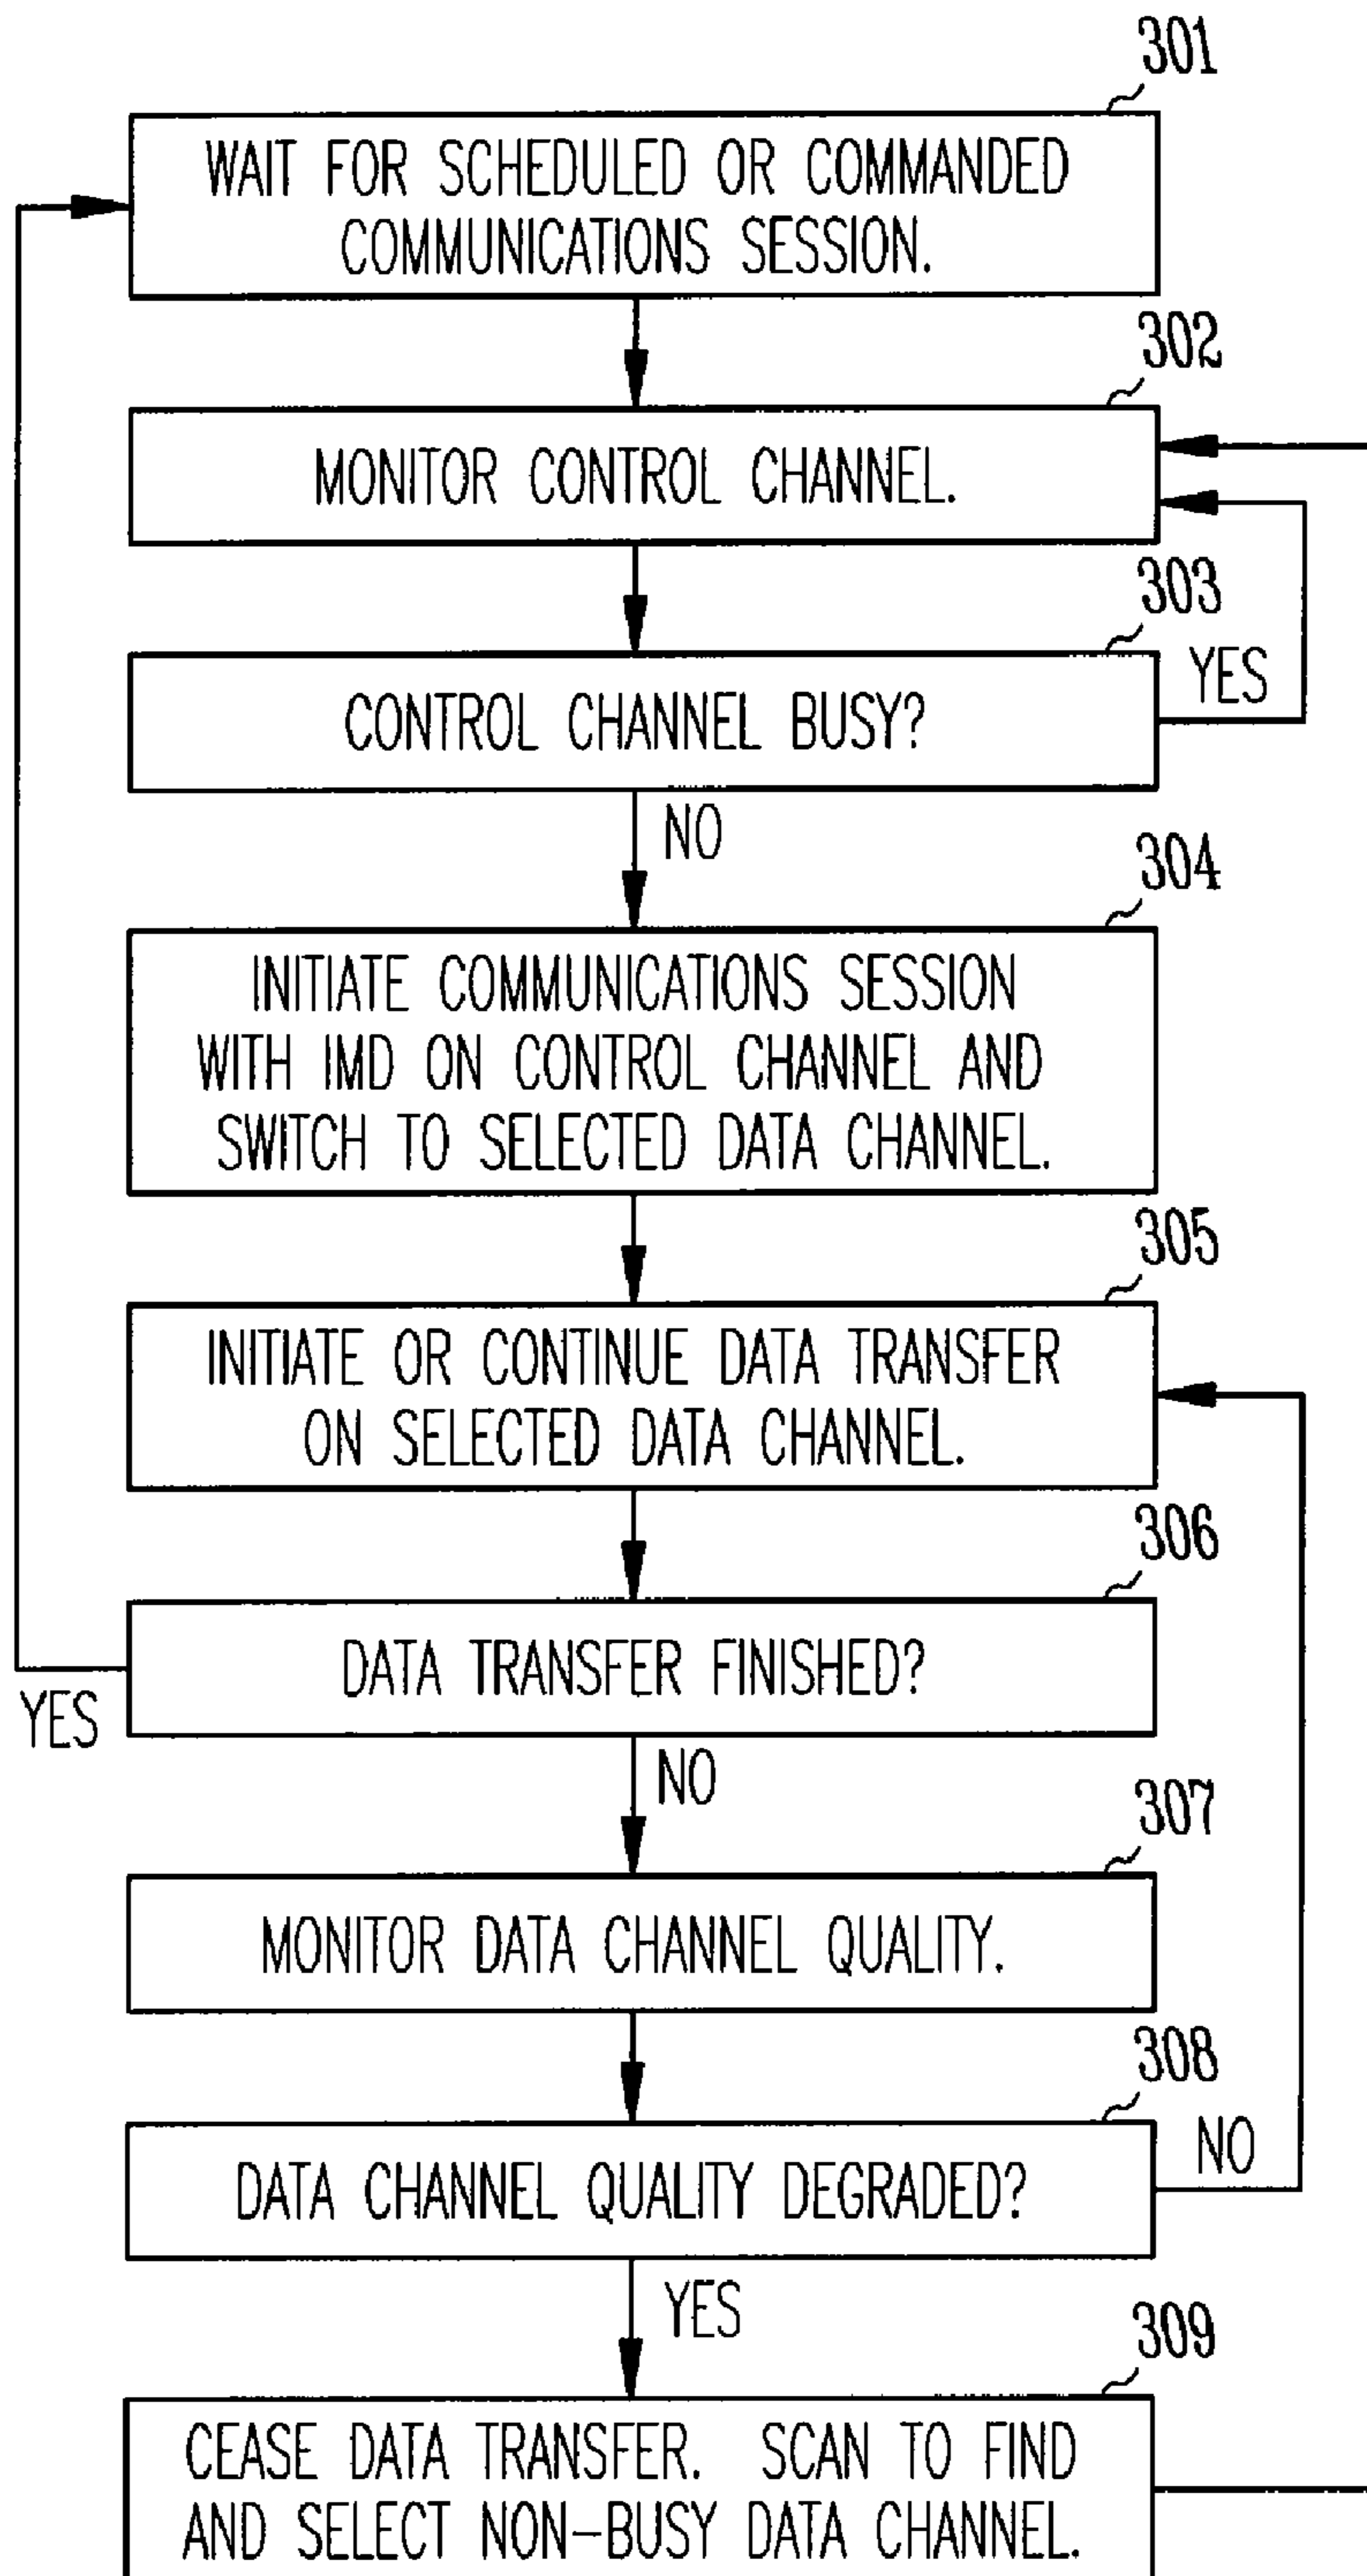 301
WAIT FOR SCHEDULED OR COMMANDED
COMMUNICATIONS SESSION.
302
MONITOR CONTROL CHANNEL.
303
CONTROL CHANNEL BUSY?
YES
NO
304
INITIATE COMMUNICATIONS SESSION
WITH IMD ON CONTROL CHANNEL AND
SWITCH TO SELECTED DATA CHANNEL.
305
INITIATE OR CONTINUE DATA TRANSFER
ON SELECTED DATA CHANNEL.
306
DATA TRANSFER FINISHED?
YES
NO
307
MONITOR DATA CHANNEL QUALITY.
308
DATA CHANNEL QUALITY DEGRADED?
NO
YES
309
CEASE DATA TRANSFER. SCAN TO FIND
AND SELECT NON-BUSY DATA CHANNEL.